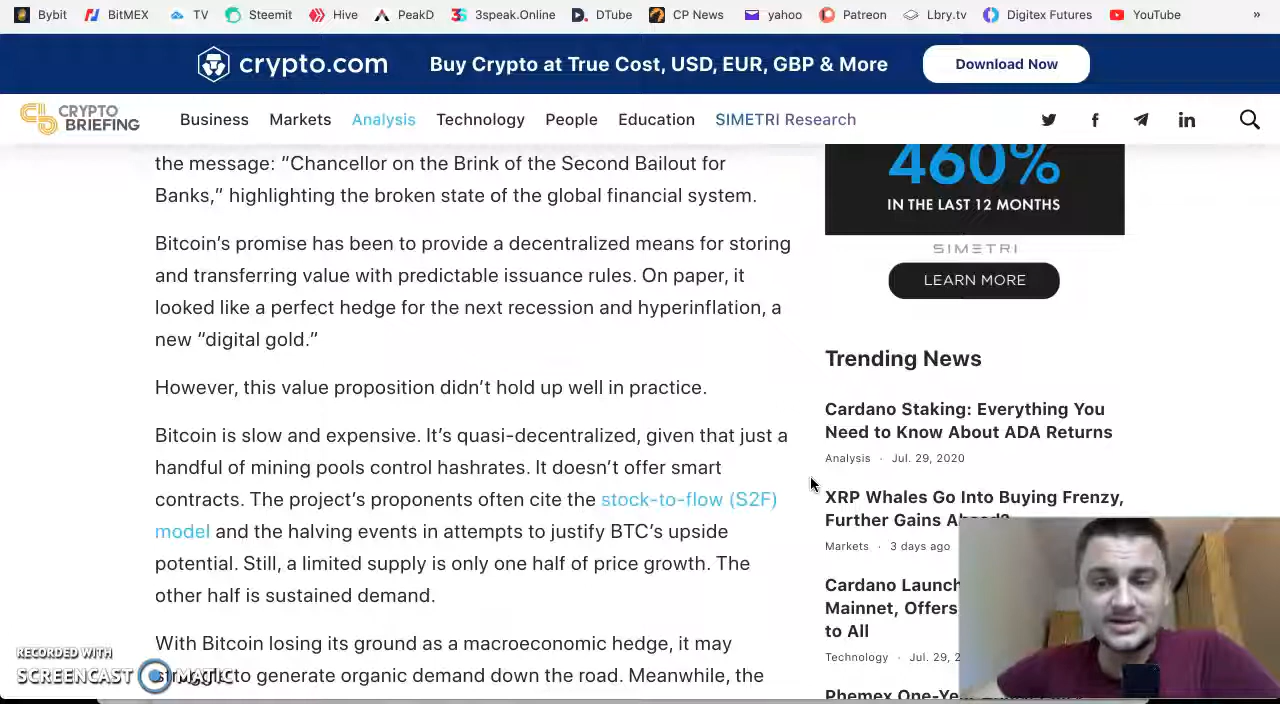 Bybit BitMEX TV Steemit Hive PeakD 3speak.Online DTube CP News yahoo Patreon Lbry.tv Digitex Futures YouTube »
crypto.com Buy Crypto at True Cost, USD, EUR, GBP & More Download Now
CRYPTO
BRIEFING
Business Markets Analysis Technology People Education SIMETRI Research
the message: “Chancellor on the Brink of the Second Bailout for
Banks,” highlighting the broken state of the global financial system.
Bitcoin’s promise has been to provide a decentralized means for storing
and transferring value with predictable issuance rules. On paper, it
looked like a perfect hedge for the next recession and hyperinflation, a
new “digital gold.”
However, this value proposition didn’t hold up well in practice.
Bitcoin is slow and expensive. It’s quasi-decentralized, given that just a
handful of mining pools control hashrates. It doesn’t offer smart
contracts. The project’s proponents often cite the stock-to-flow (S2F)
model and the halving events in attempts to justify BTC’s upside
potential. Still, a limited supply is only one half of price growth. The
other half is sustained demand.
With Bitcoin losing its ground as a macroeconomic hedge, it may
to generate organic demand down the road. Meanwhile, the
460%
IN THE LAST 12 MONTHS
SIMETRI
LEARN MORE
Trending News
Cardano Staking: Everything You
Need to Know About ADA Returns
Analysis · Jul. 29, 2020
XRP Whales Go Into Buying Frenzy,
Further Gains
Markets · 3 days ago
Cardano Launch
Mainnet, Offers
to All
Technology · Jul. 29, 2
Phemex One-Ye
RECORDED WITH
SCREENCAST MATIC